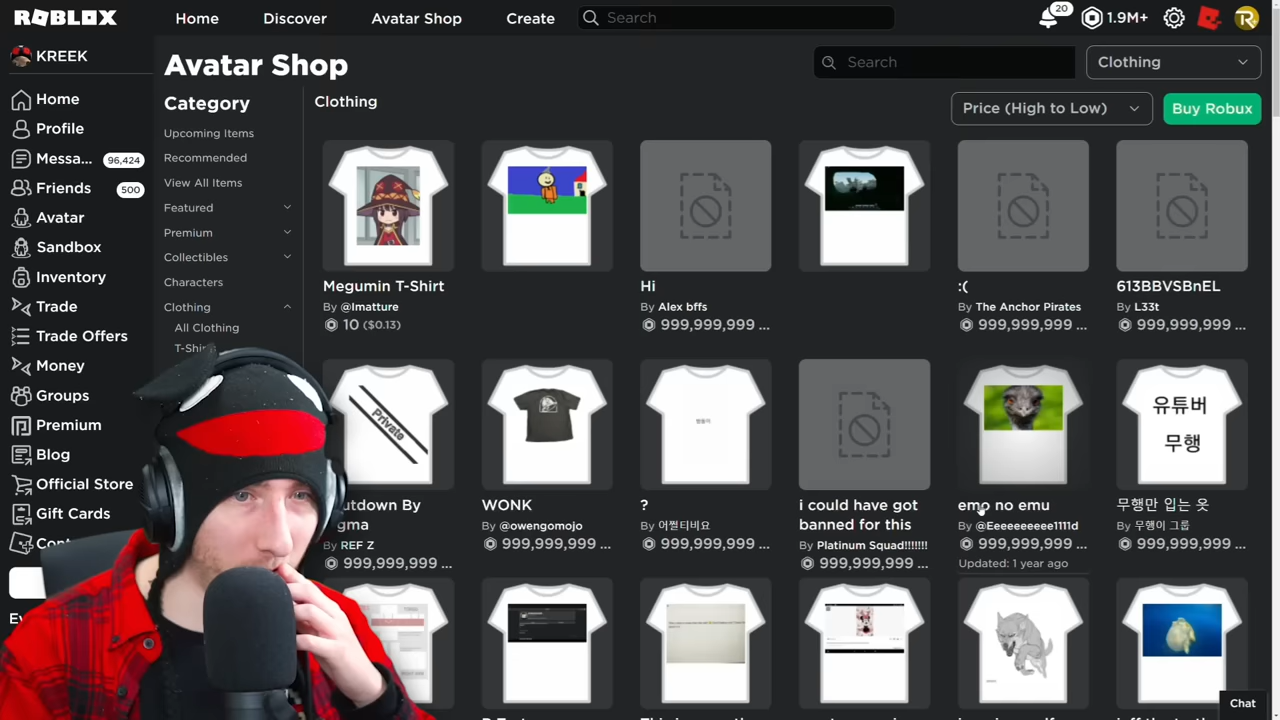 ROBLOX
Home
Discover
Avatar Shop
Create
Search
20
1.9M+
KREEK
Home
Profile
Messa...
96,424
Friends
500
Avatar
Sandbox
Inventory
Trade
Trade Offers
Money
Groups
Premium
Blog
Official Store
Gift Cards
Avatar Shop
Search
Clothing
Category
Upcoming Items
Recommended
View All Items
Featured
Premium
Collectibles
Characters
Clothing
All Clothing
Clothing
Price (High to Low)
Buy Robux
Megumin T-Shirt
By @Imatture
10 ($0.13)
Hi
By Alex bffs
999,999,999 ...
:(
By The Anchor Pirates
999,999,999 ...
613BBVSBnEL
By L33t
999,999,999 ...
Private
By REF Z
999,999,999 ...
WONK
By @owengomojo
999,999,999 ...
?
By 어쩔티비요
999,999,999 ...
i could have got
banned for this
By Platinum Squad!!!!!!!
999,999,999 ...
emo no emu
By @Eeeeeeeeee1111d
999,999,999 ...
Updated: 1 year ago
유튜버
무행
무행만 입는 옷
By 무행이 그룹
999,999,999 ...
Chat